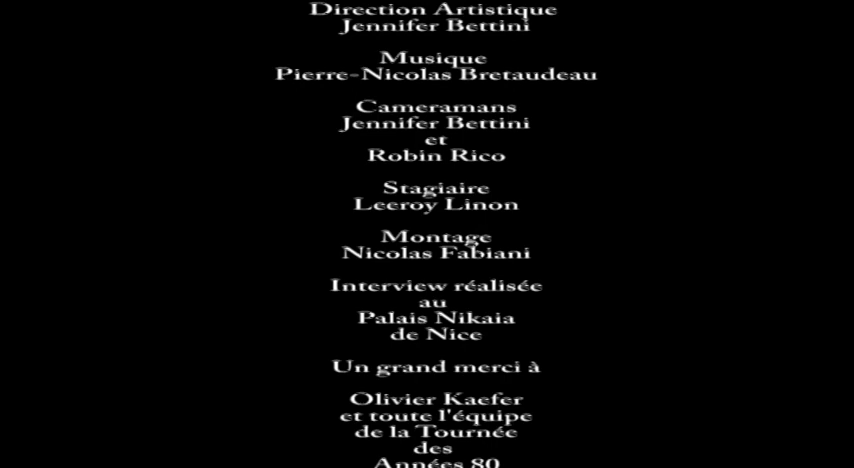 Direction Artistique
Jennifer Bettini
Musique
Pierre-Nicolas Bretaudeau
Cameramans
Jennifer Bettini
et
Robin Rico
Stagiaire
Leeroy Linon
Montage
Nicolas Fabiani
Interview réalisée
au
Palais Nikaia
de Nice
Un grand merci à
Olivier Kaefer
et toute l'équipe
de la Tournée
des
Années 80